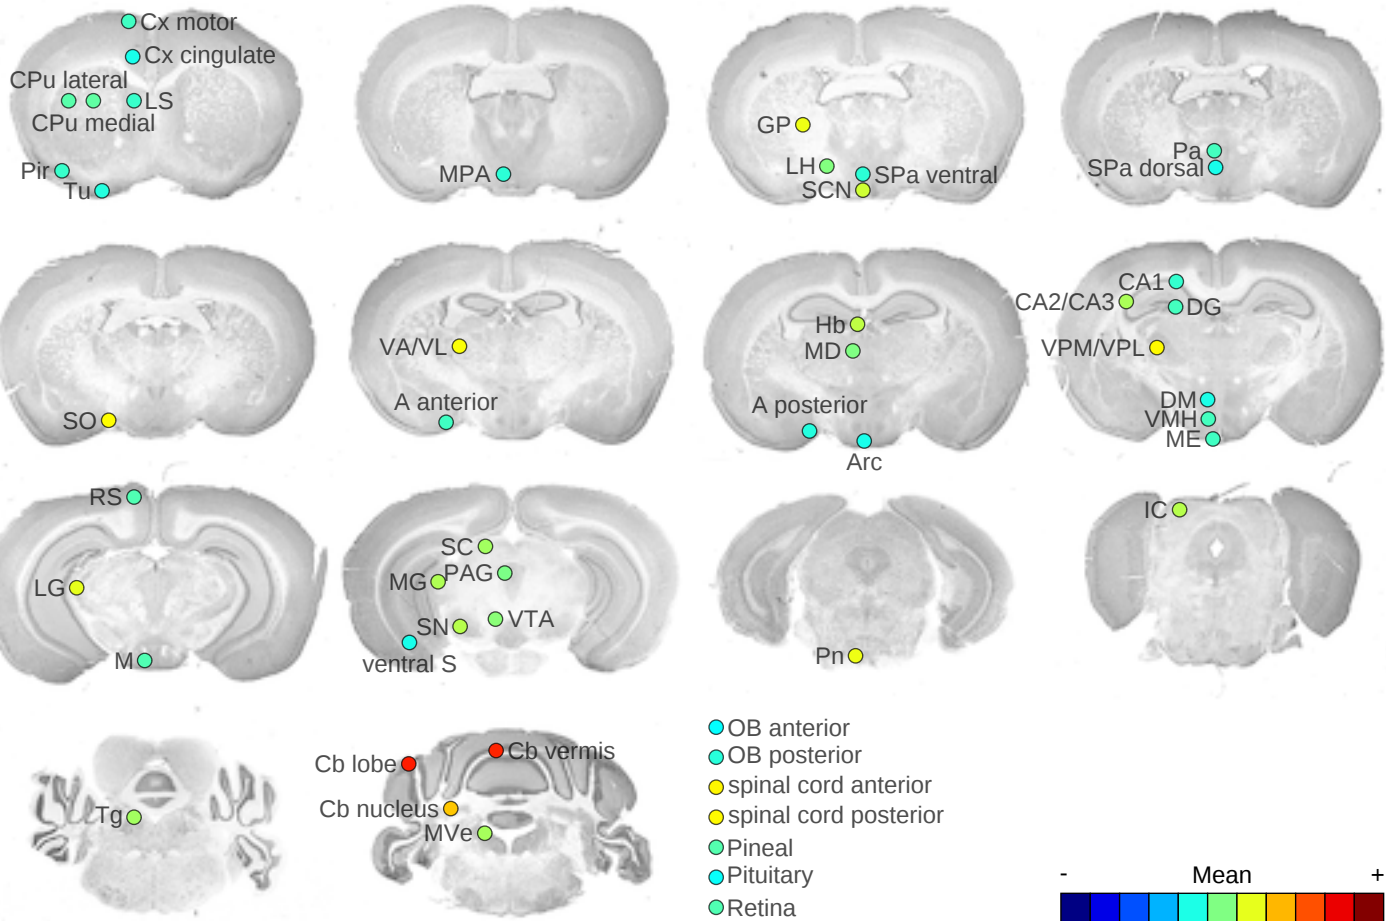 Cx motor
Cx cingulate
CPu lateral
LS
CPu medial
Pir
Tu
MPA
GP
LH
SPa ventral
SCN
Pa
SPa dorsal
SO
VA/VL
A anterior
Hb
MD
A posterior
Arc
CA1
CA2/CA3
DG
VPM/VPL
DM
VMH
ME
RS
LG
M
SC
MG
PAG
SN
VTA
ventral S
Pn
IC
Tg
Cb lobe
Cb vermis
Cb nucleus
MVe
OB anterior
OB posterior
spinal cord anterior
spinal cord posterior
Pineal
Pituitary
Retina
- Mean +